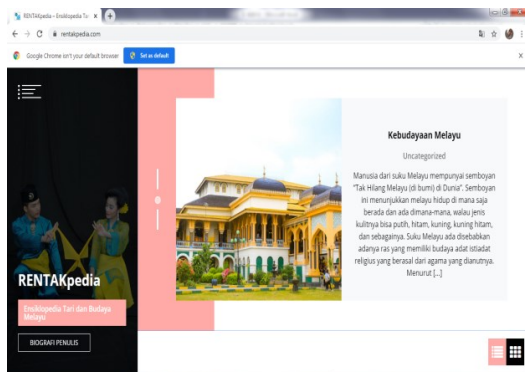 RENTAKpedia – Ensiklopedia Ta
rentakpedia.com
Google Chrome isn't your default browser
Set as default
RENTAKpedia
Ensiklopedia Tari dan Budaya
Melayu
BIOGRAFI PENULIS
Kebudayaan Melayu
Uncategorized
Manusia dari suku Melayu mempunyai semboyan
"Tak Hilang Melayu (di bumi) di Dunia". Semboyan
ini menunjukkan melayu hidup di mana saja
berada dan ada dimana-mana, walau jenis
kulitnya bisa putih, hitam, kuning, kuning hitam,
dan sebagainya. Suku Melayu ada disebabkan
adanya ras yang memiliki budaya adat istiadat
religius yang berasal dari agama yang dianutnya.
Menurut [...]